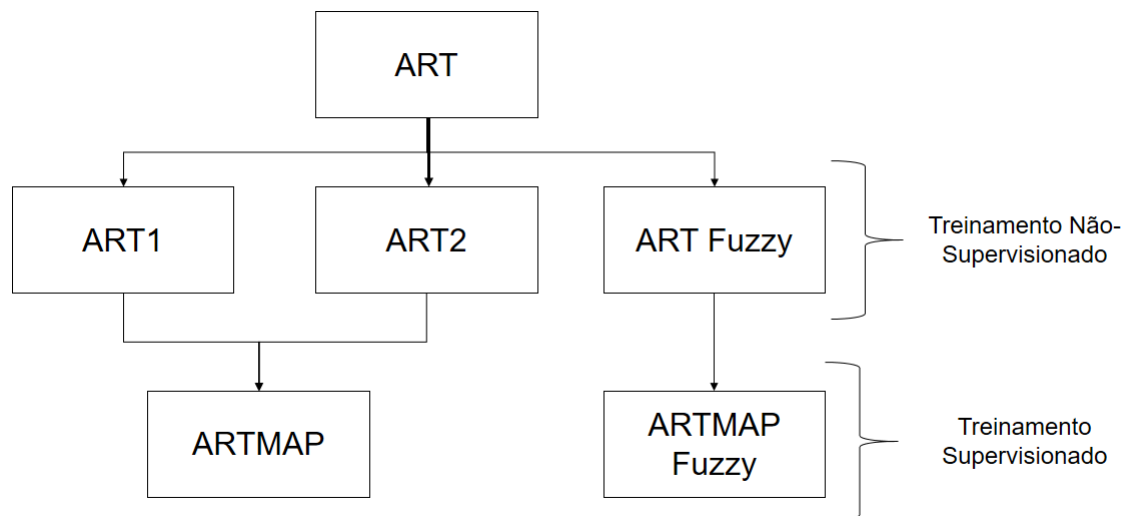 ART
ART1
ART2
ART Fuzzy
Treinamento Não-
Supervisionado
ARTMAP
ARTMAP
Fuzzy
Treinamento
Supervisionado